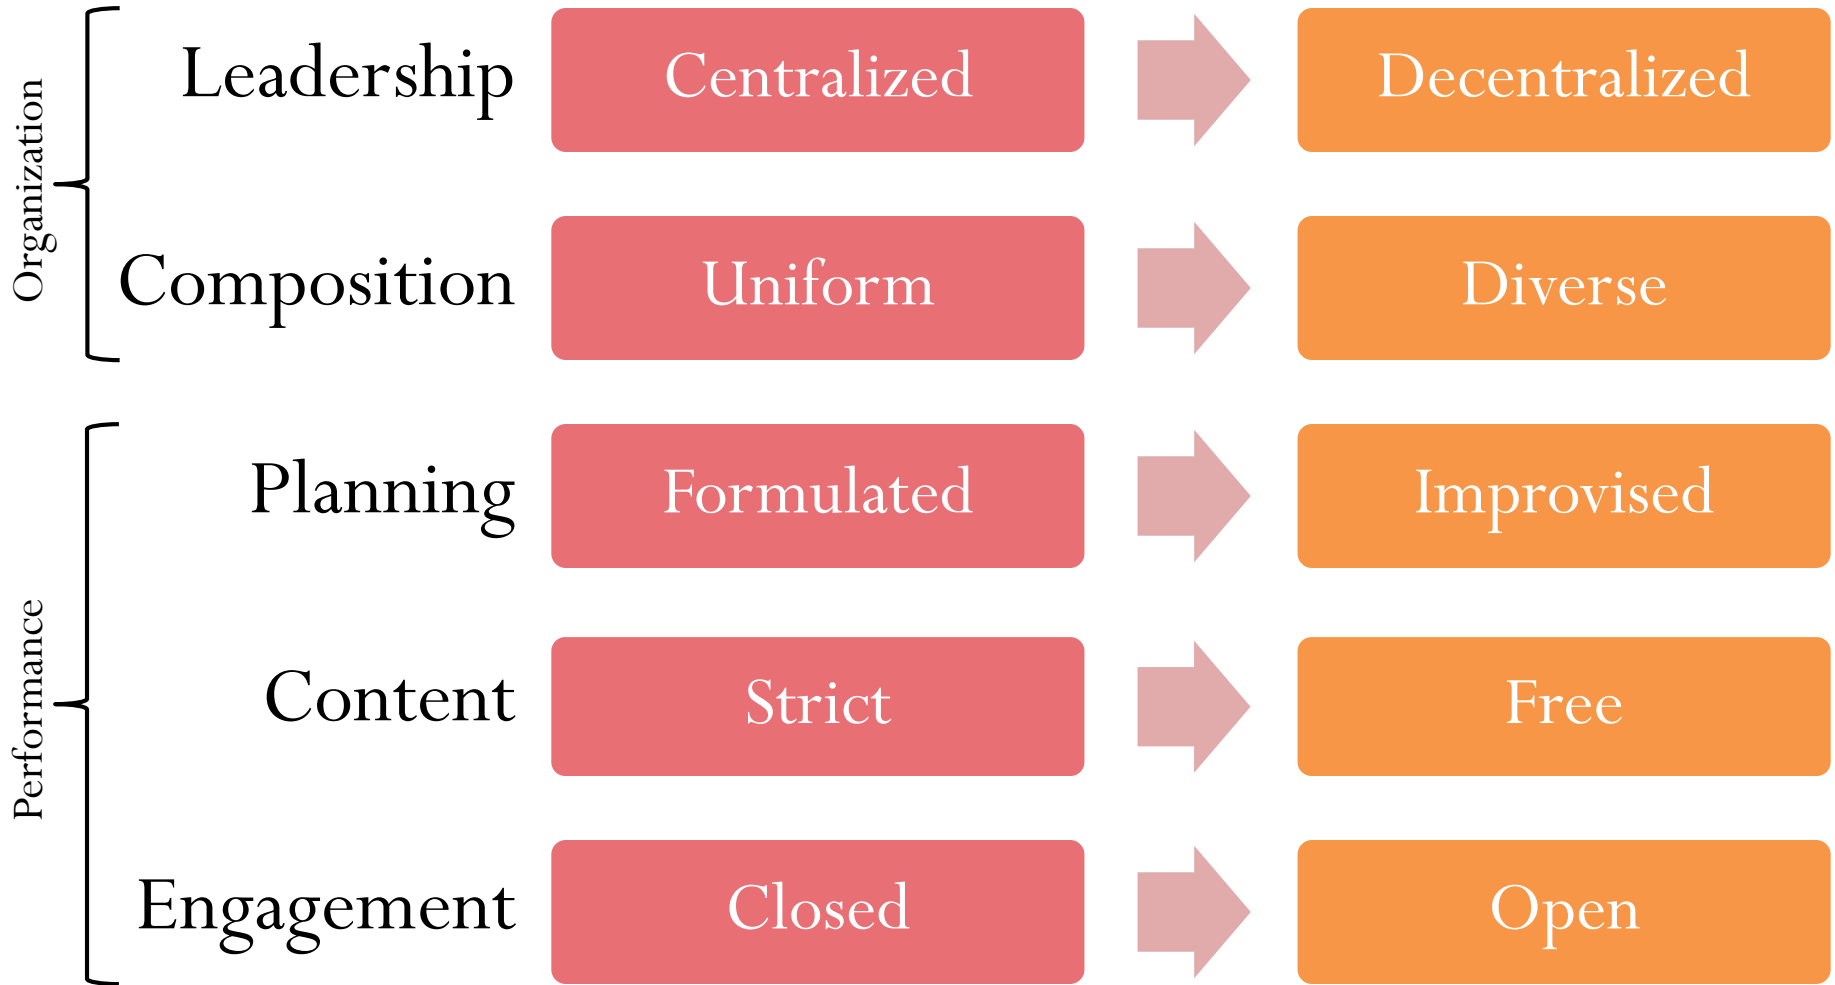 Organization
Leadership
Centralized
Decentralized
Composition
Uniform
Diverse
Performance
Planning
Formulated
Improvised
Content
Strict
Free
Engagement
Closed
Open